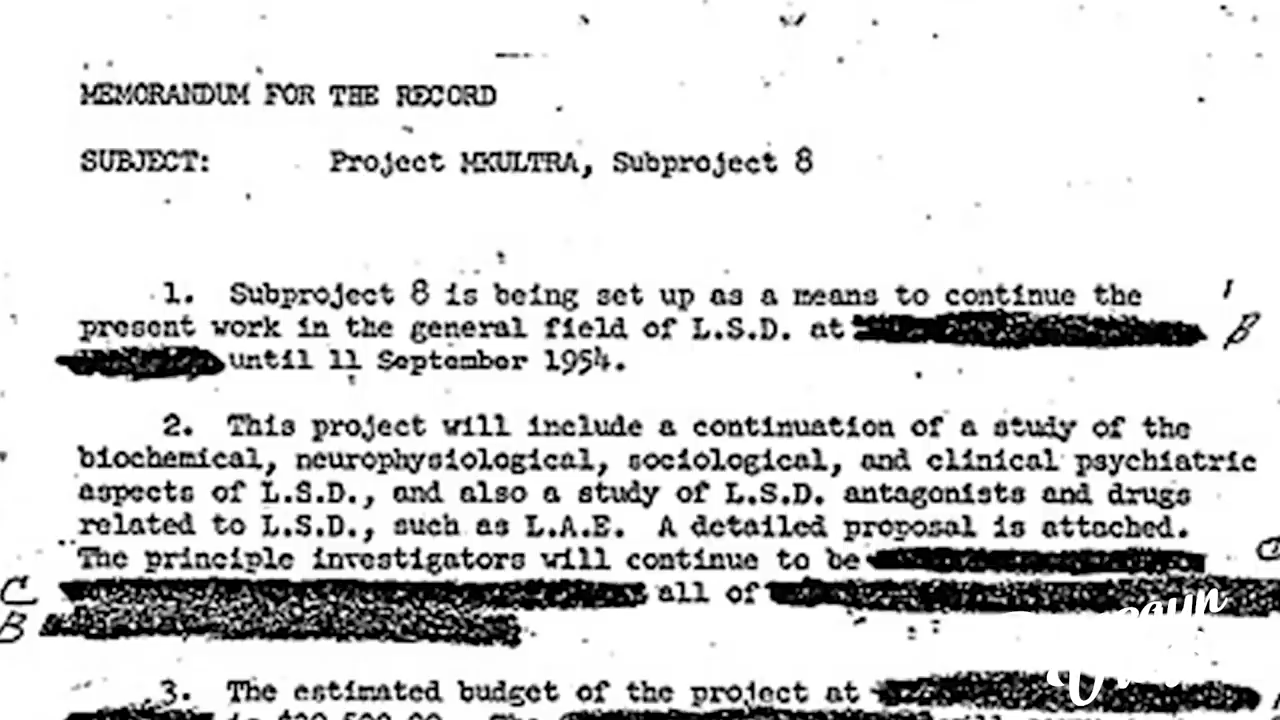 MEMORANDUM FOR THE RECORD
SUBJECT: Project MKULTRA, Subproject 8
1. Subproject 8 is being set up as a means to continue the
present work in the general field of L.S.D. at
until 11 September 1954.
2. This project will include a continuation of a study of the
biochemical, neurophysiological, sociological, and clinical psychiatric
aspects of L.S.D., and also a study of L.S.D. antagonists and drugs
related to L.S.D., such as L.A.E. A detailed proposal is attached.
The principle investigators will continue to be
all of
3. The estimated budget of the project at
B
C
B